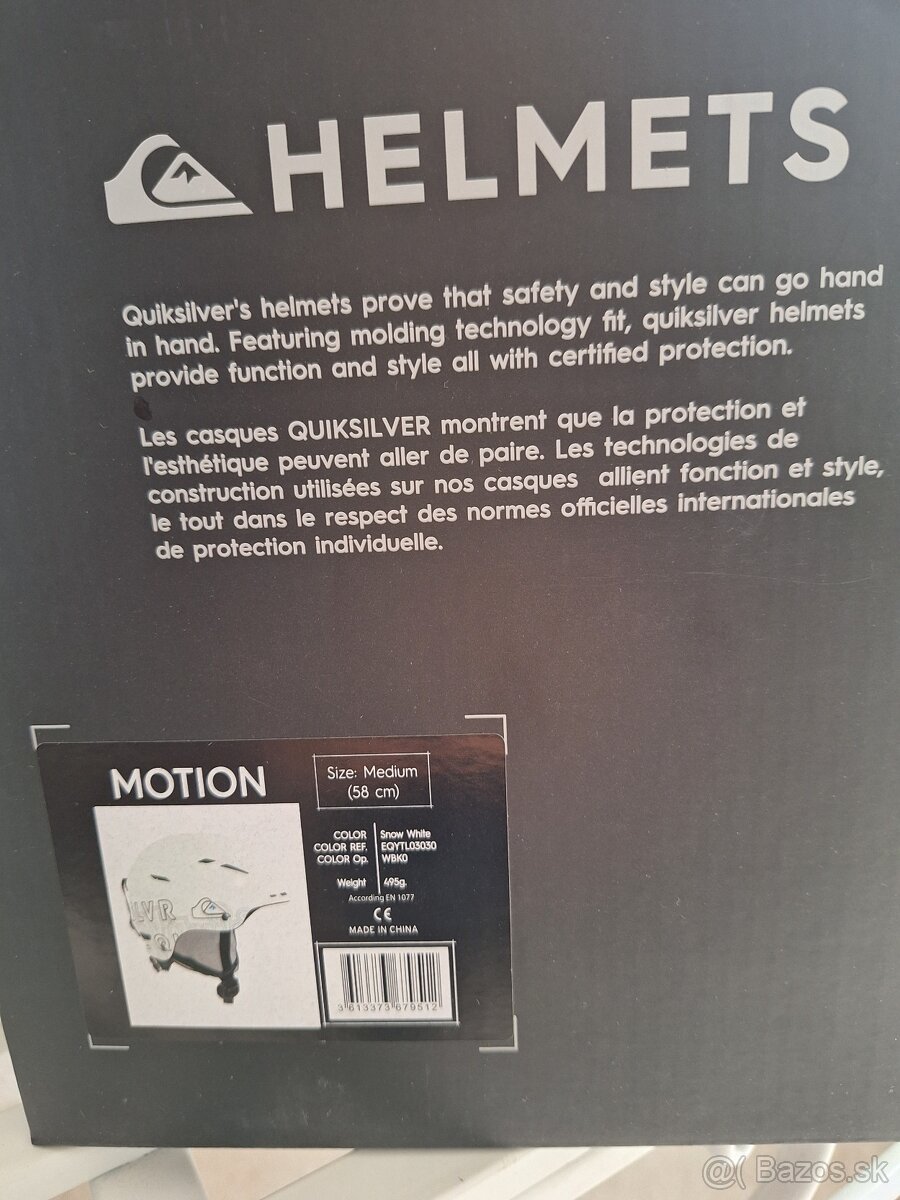 HELMETS
Quiksilver's helmets prove that safety and style can go hand
in hand. Featuring molding technology fit, quiksilver helmets
provide function and style all with certified protection.
Les casques QUIKSILVER montrent que la protection et
l'esthétique peuvent aller de paire. Les technologies de
construction utilisées sur nos casques allient fonction et style,
le tout dans le respect des normes officielles internationales
de protection individuelle.
MOTION
Size: Medium
(58 cm)
COLOR Snow White
COLOR REF. EQYTL03030
COLOR Op. WBK0
Weight 495g.
According EN 1077
CE
MADE IN CHINA
LVR
3 613373 679512
@( Bazos.sk